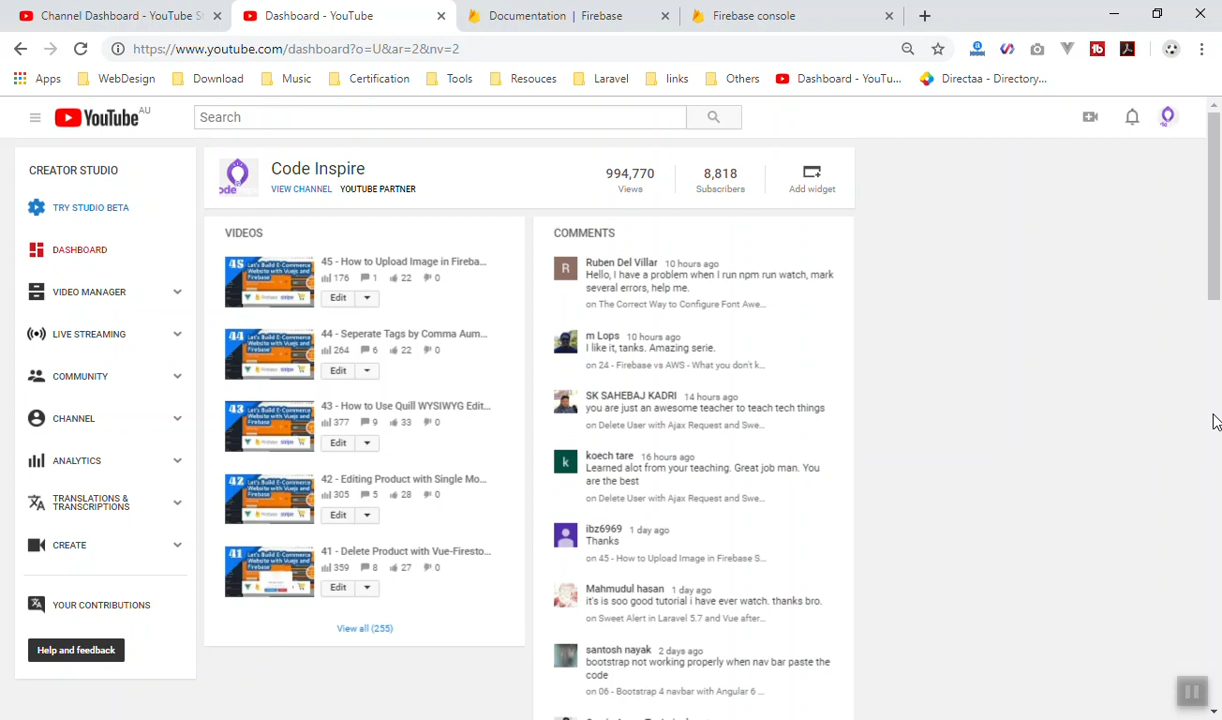 Channel Dashboard - YouTube St
Dashboard - YouTube
Documentation | Firebase
Firebase console
https://www.youtube.com/dashboard?o=U&ar=2&nv=2
Apps WebDesign Download Music Certification Tools Resouces Laravel links Others Dashboard - YouTu... Directaa - Directory...
YouTube AU
Search
CREATOR STUDIO
TRY STUDIO BETA
DASHBOARD
VIDEO MANAGER
LIVE STREAMING
COMMUNITY
CHANNEL
ANALYTICS
TRANSLATIONS &
TRANSCRIPTIONS
CREATE
YOUR CONTRIBUTIONS
Help and feedback
Code Inspire
VIEW CHANNEL YOUTUBE PARTNER
994,770
Views
8,818
Subscribers
Add widget
VIDEOS
45 - How to Upload Image in Fireba...
176 1 22 0
Edit
44 - Seperate Tags by Comma Aum...
264 6 22 0
Edit
43 - How to Use Quill WYSIWYG Edit...
377 9 33 0
Edit
42 - Editing Product with Single Mo...
305 5 28 0
Edit
41 - Delete Product with Vue-Firesto...
359 8 27 0
Edit
View all (255)
COMMENTS
Ruben Del Villar 10 hours ago
Hello, I have a problem when I run npm run watch, mark
several errors, help me.
on The Correct Way to Configure Font Awe...
m Lops 10 hours ago
I like it, tanks. Amazing serie.
on 24 - Firebase vs AWS - What you don't k...
SK SAHEBAJ KADRI 14 hours ago
you are just an awesome teacher to teach tech things
on Delete User with Ajax Request and Swe...
k
koech tare 16 hours ago
Learned alot from your teaching. Great job man. You
are the best
on Delete User with Ajax Request and Swe...
ibz6969 1 day ago
Thanks
on 45 - How to Upload Image in Firebase S...
Mahmudul hasan 1 day ago
it's is soo good tutorial i have ever watch. thanks bro.
on Sweet Alert in Laravel 5.7 and Vue after...
santosh nayak 2 days ago
bootstrap not working properly when nav bar paste the
code
on 06 - Bootstrap 4 navbar with Angular 6 ...